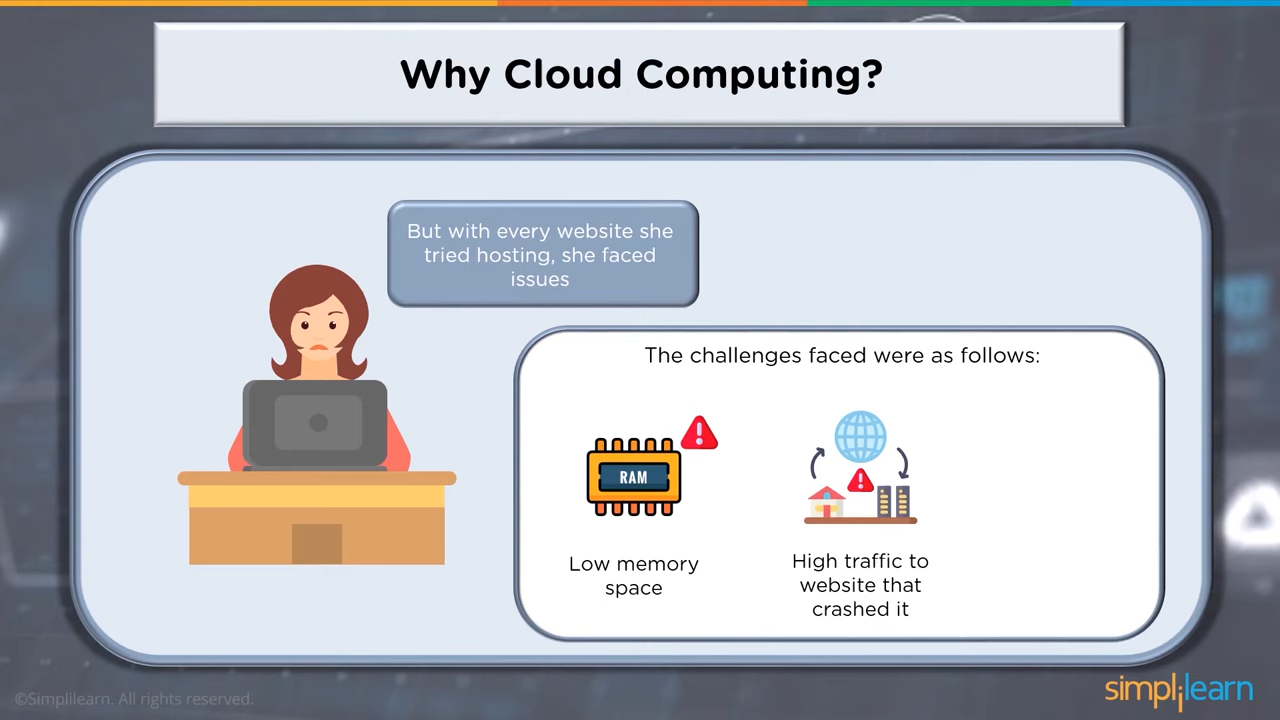 Why Cloud Computing?
But with every website she
tried hosting, she faced
issues
The challenges faced were as follows:
RAM
Low memory
space
High traffic to
website that
crashed it
©Simplilearn. All rights reserved.
simplilearn